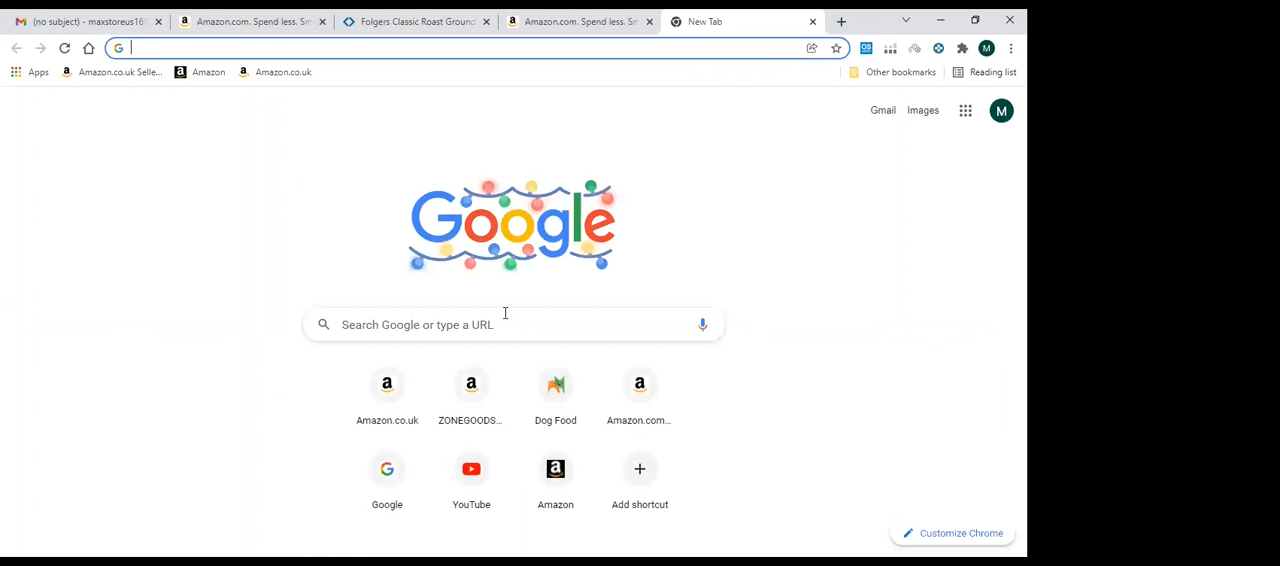 (no subject) - maxstoreus16
Amazon.com. Spend less. Sm
Folgers Classic Roast Ground
Amazon.com. Spend less. Sm
New Tab
Apps
Amazon.co.uk Selle...
Amazon
Amazon.co.uk
Other bookmarks
Reading list
Gmail
Images
M
Google
Search Google or type a URL
Amazon.co.uk
ZONEGOODS...
Dog Food
Amazon.com...
Google
YouTube
Amazon
Add shortcut
Customize Chrome